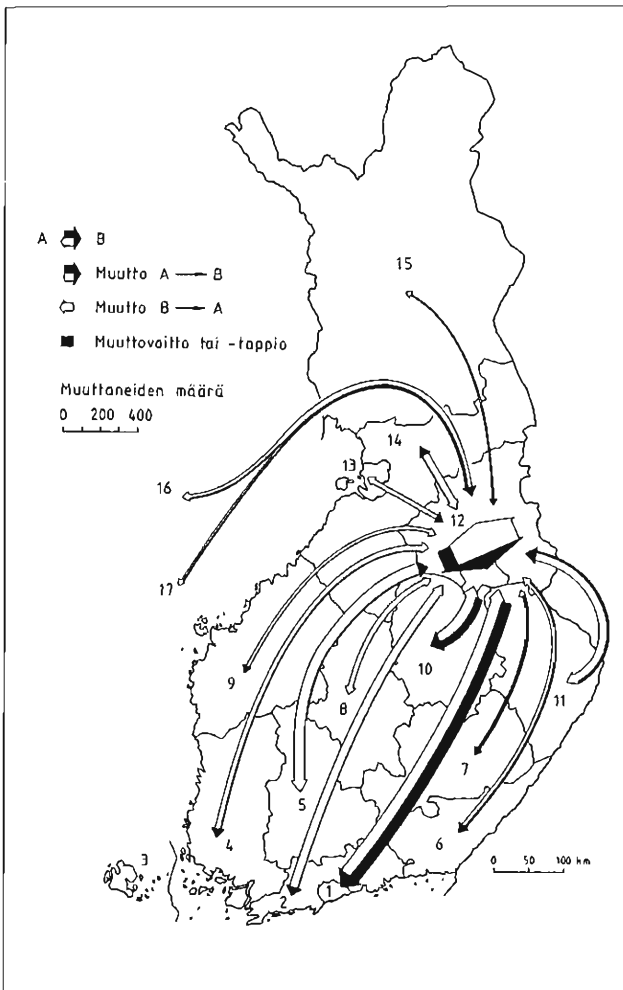 A B
Muutto A → B
Muutto B → A
Muuttovoitto tai -tappio
Muuttaneiden määrä
0 200 400
15
14
13
16
12
17
10
9
8
11
7
5
4
6
3
2
1
0 50 100 km